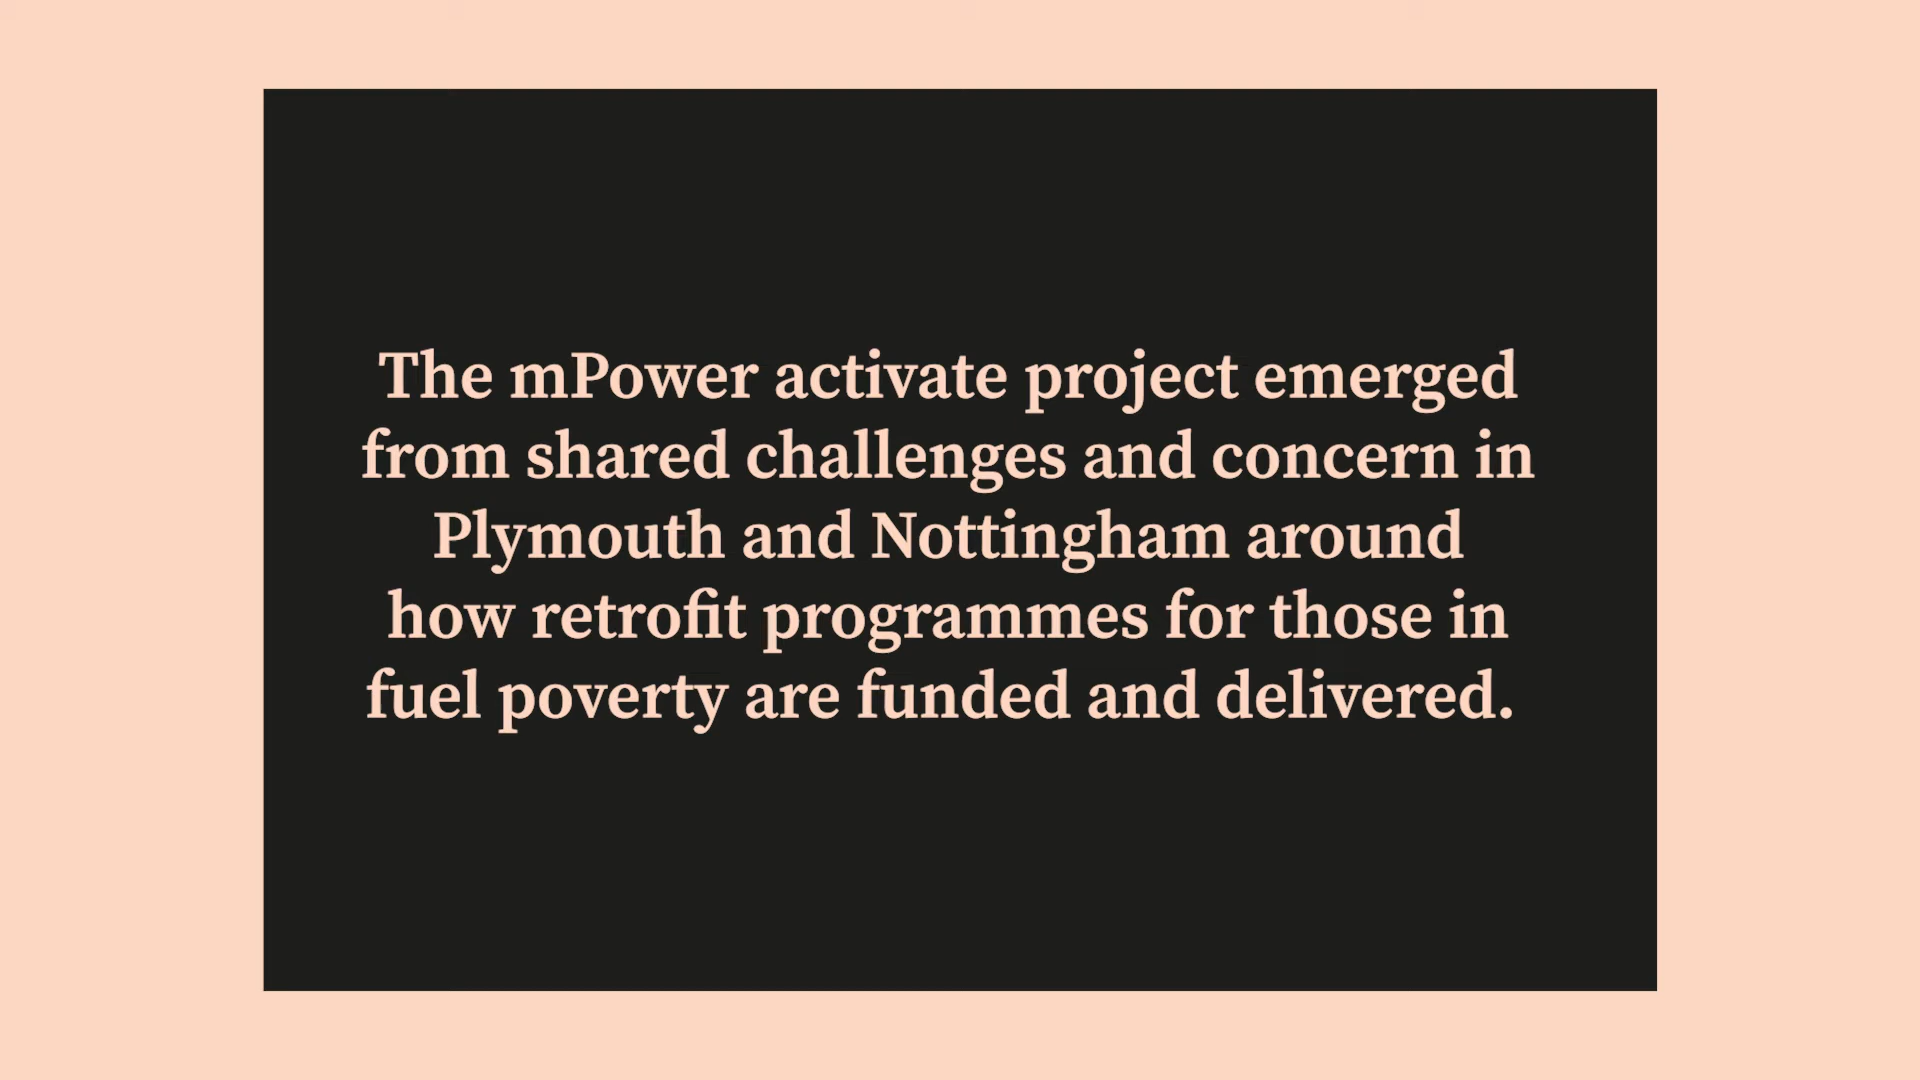 The mPower activate project emerged
from shared challenges and concern in
Plymouth and Nottingham around
how retrofit programmes for those in
fuel poverty are funded and delivered.